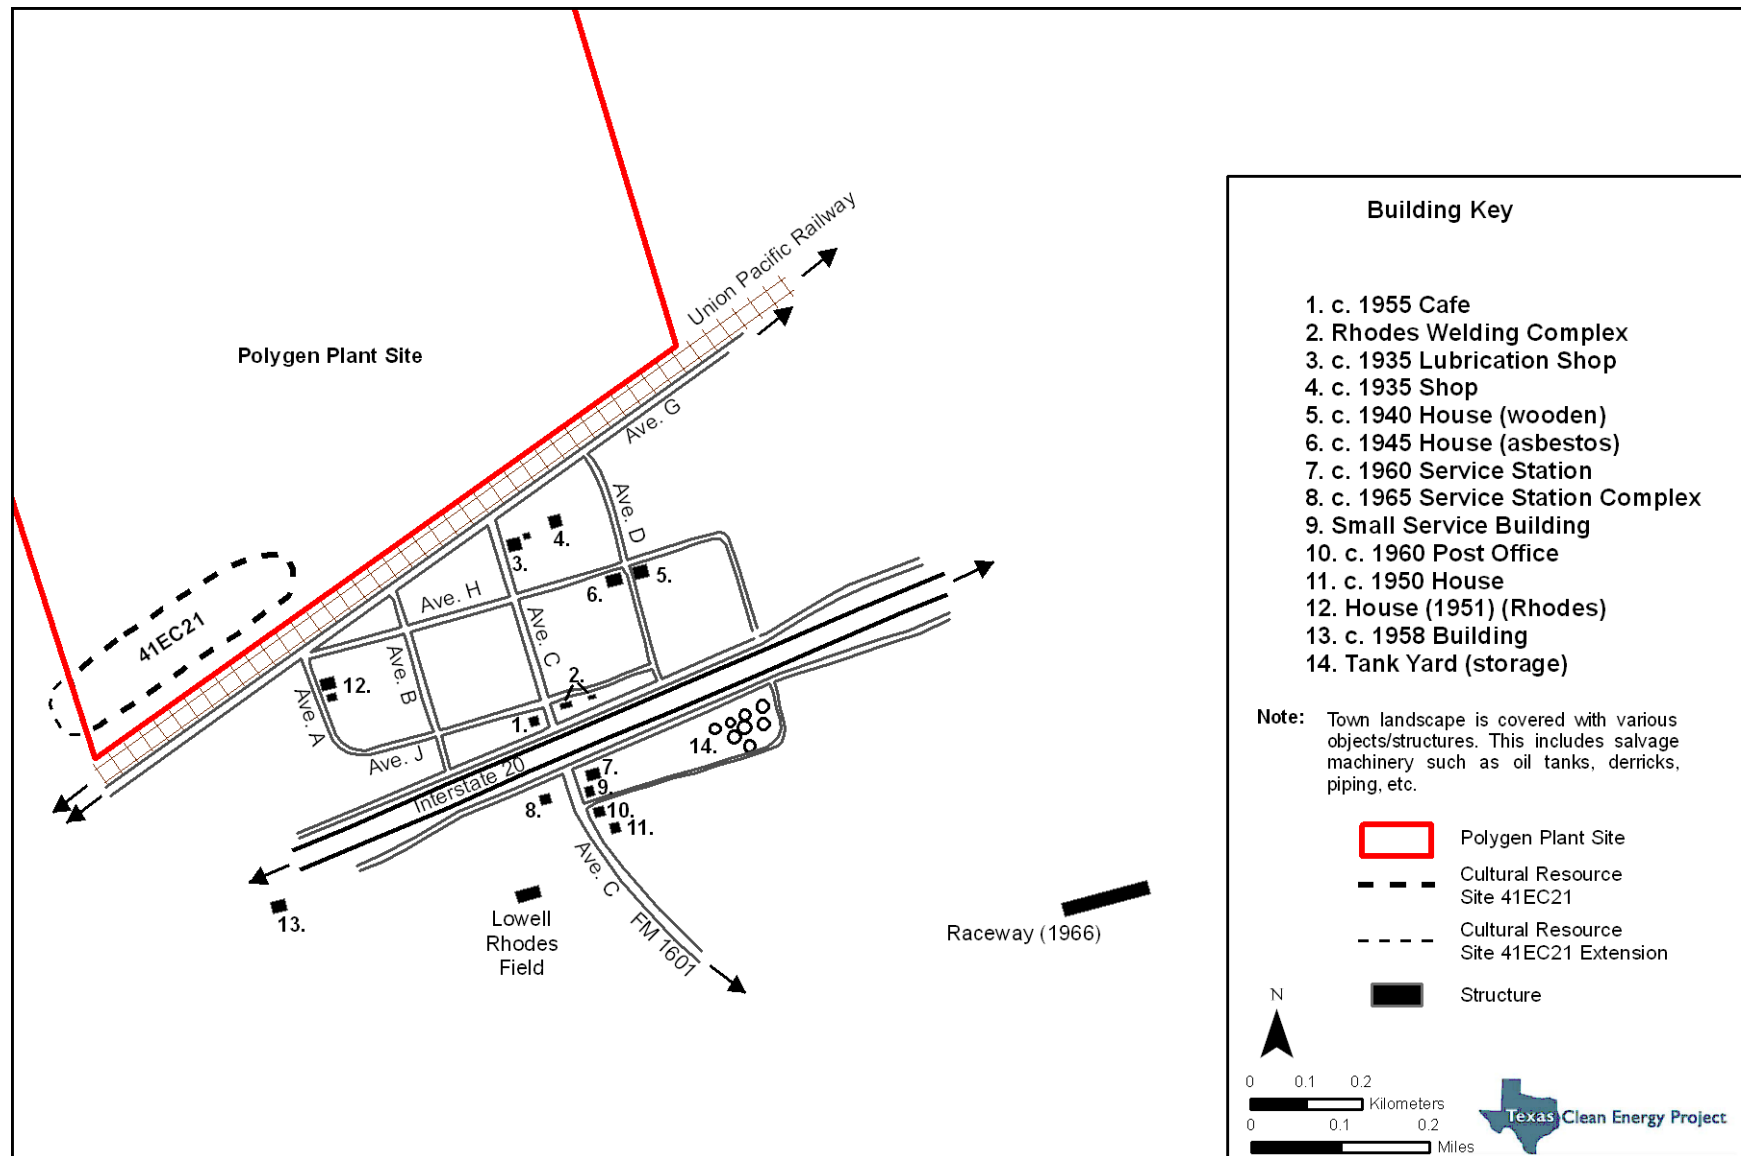 Polygen Plant Site
Union Pacific Railway
Ave. G
Ave. D
Ave. H
Ave. C
Ave. B
Ave. A
Ave. J
41EC21
Interstate 20
1.
2.
3.
4.
5.
6.
7.
8.
9.
10.
11.
12.
13.
14.
Ave. C
FM 1601
Lowell
Rhodes
Field
Raceway (1966)
Building Key
1. c. 1955 Cafe
2. Rhodes Welding Complex
3. c. 1935 Lubrication Shop
4. c. 1935 Shop
5. c. 1940 House (wooden)
6. c. 1945 House (asbestos)
7. c. 1960 Service Station
8. c. 1965 Service Station Complex
9. Small Service Building
10. c. 1960 Post Office
11. c. 1950 House
12. House (1951) (Rhodes)
13. c. 1958 Building
14. Tank Yard (storage)
Note: Town landscape is covered with various
objects/structures. This includes salvage
machinery such as oil tanks, derricks,
piping, etc.
Polygen Plant Site
Cultural Resource
Site 41EC21
Cultural Resource
Site 41EC21 Extension
Structure
N
0 0.1 0.2
Kilometers
0 0.1 0.2
Miles
Texas Clean Energy Project